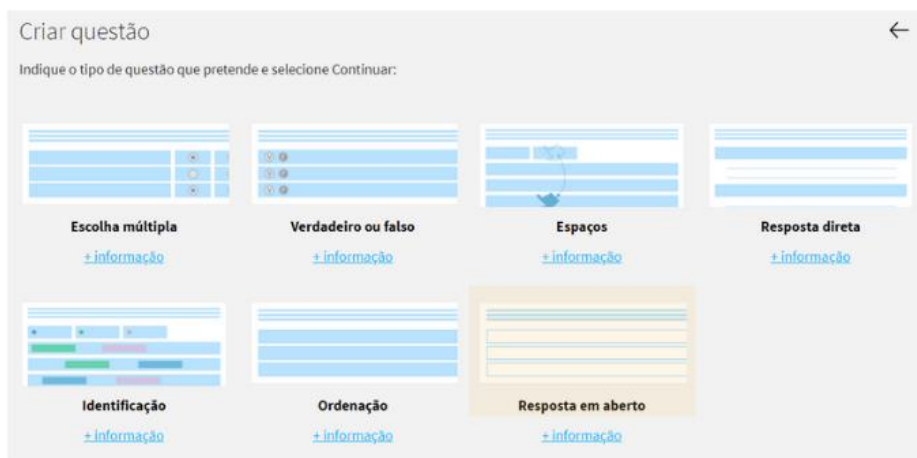 Criar questão
Indique o tipo de questão que pretende e selecione Continuar:
Escolha múltipla
Verdadeiro ou falso
Espaços
Resposta direta
+ informação
+ informação
+ informação
+ informação
Identificação
Ordenação
Resposta em aberto
+ informação
+ informação
+ informação